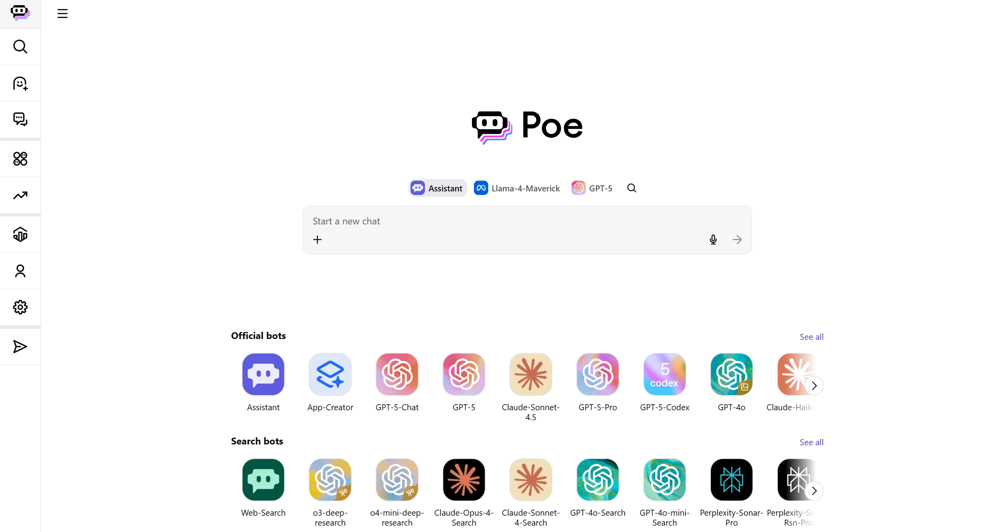 Poe
Assistant
Llama-4-Maverick
GPT-5
Start a new chat
Official bots
See all
5
codex
Assistant
App-Creator
GPT-5-Chat
GPT-5
Claude-Sonnet-
4.5
GPT-5-Pro
GPT-5-Codex
GPT-4o
Claude-Haiku
Search bots
See all
Web-Search
o3-deep-
research
o4-mini-deep-
research
Claude-Opus-4-
Search
Claude-Sonnet-
4-Search
GPT-4o-Search
GPT-4o-mini-
Search
Perplexity-Sonar-
Pro
Perplexity-So
Rsn-Pro